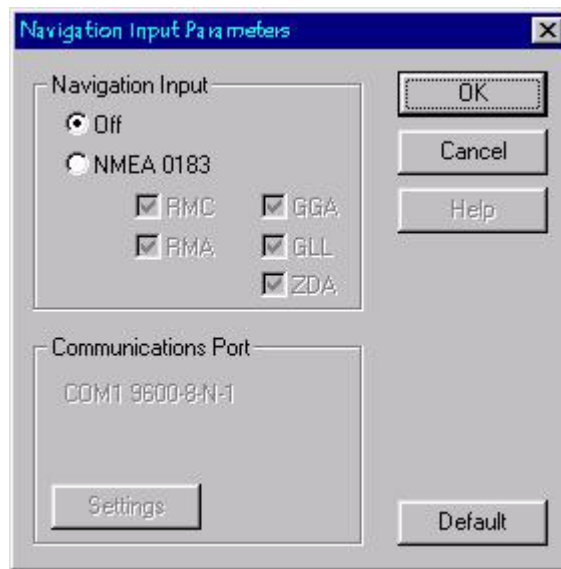 Navigation Input Parameters
Navigation Input
Off
NMEA 0183
RMC
GGA
RMA
GLL
ZDA
Communications Port
COM1 9600-8-N-1
Settings
OK
Cancel
Help
Default